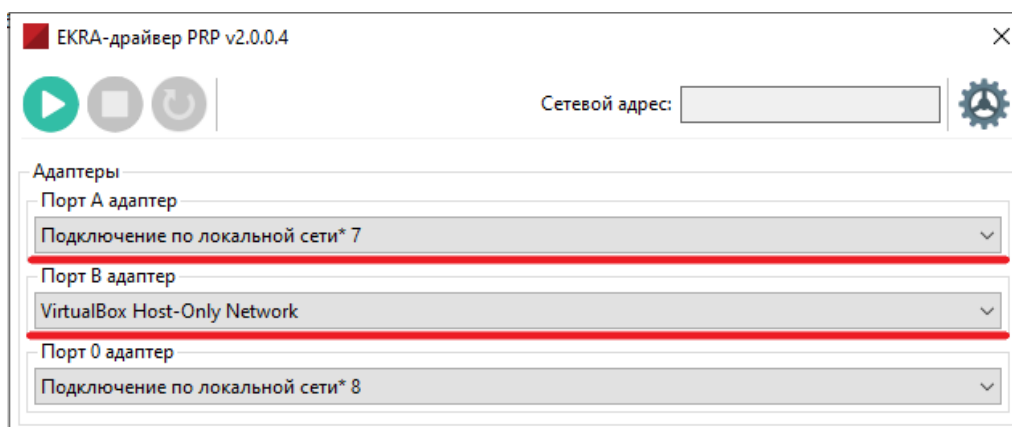 EKRA-драйвер PRP v2.0.0.4
Сетевой адрес:
Адаптеры
Порт A адаптер
Подключение по локальной сети* 7
Порт B адаптер
VirtualBox Host-Only Network
Порт 0 адаптер
Подключение по локальной сети* 8